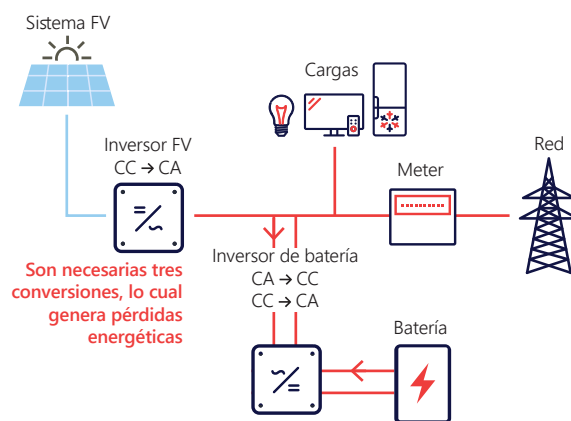 Sistema FV
Cargas
Red
Inversor FV
CC → CA
Meter
Inversor de batería
CA → CC
CC → CA
Son necesarias tres
conversiones, lo cual
genera pérdidas
energéticas
Batería